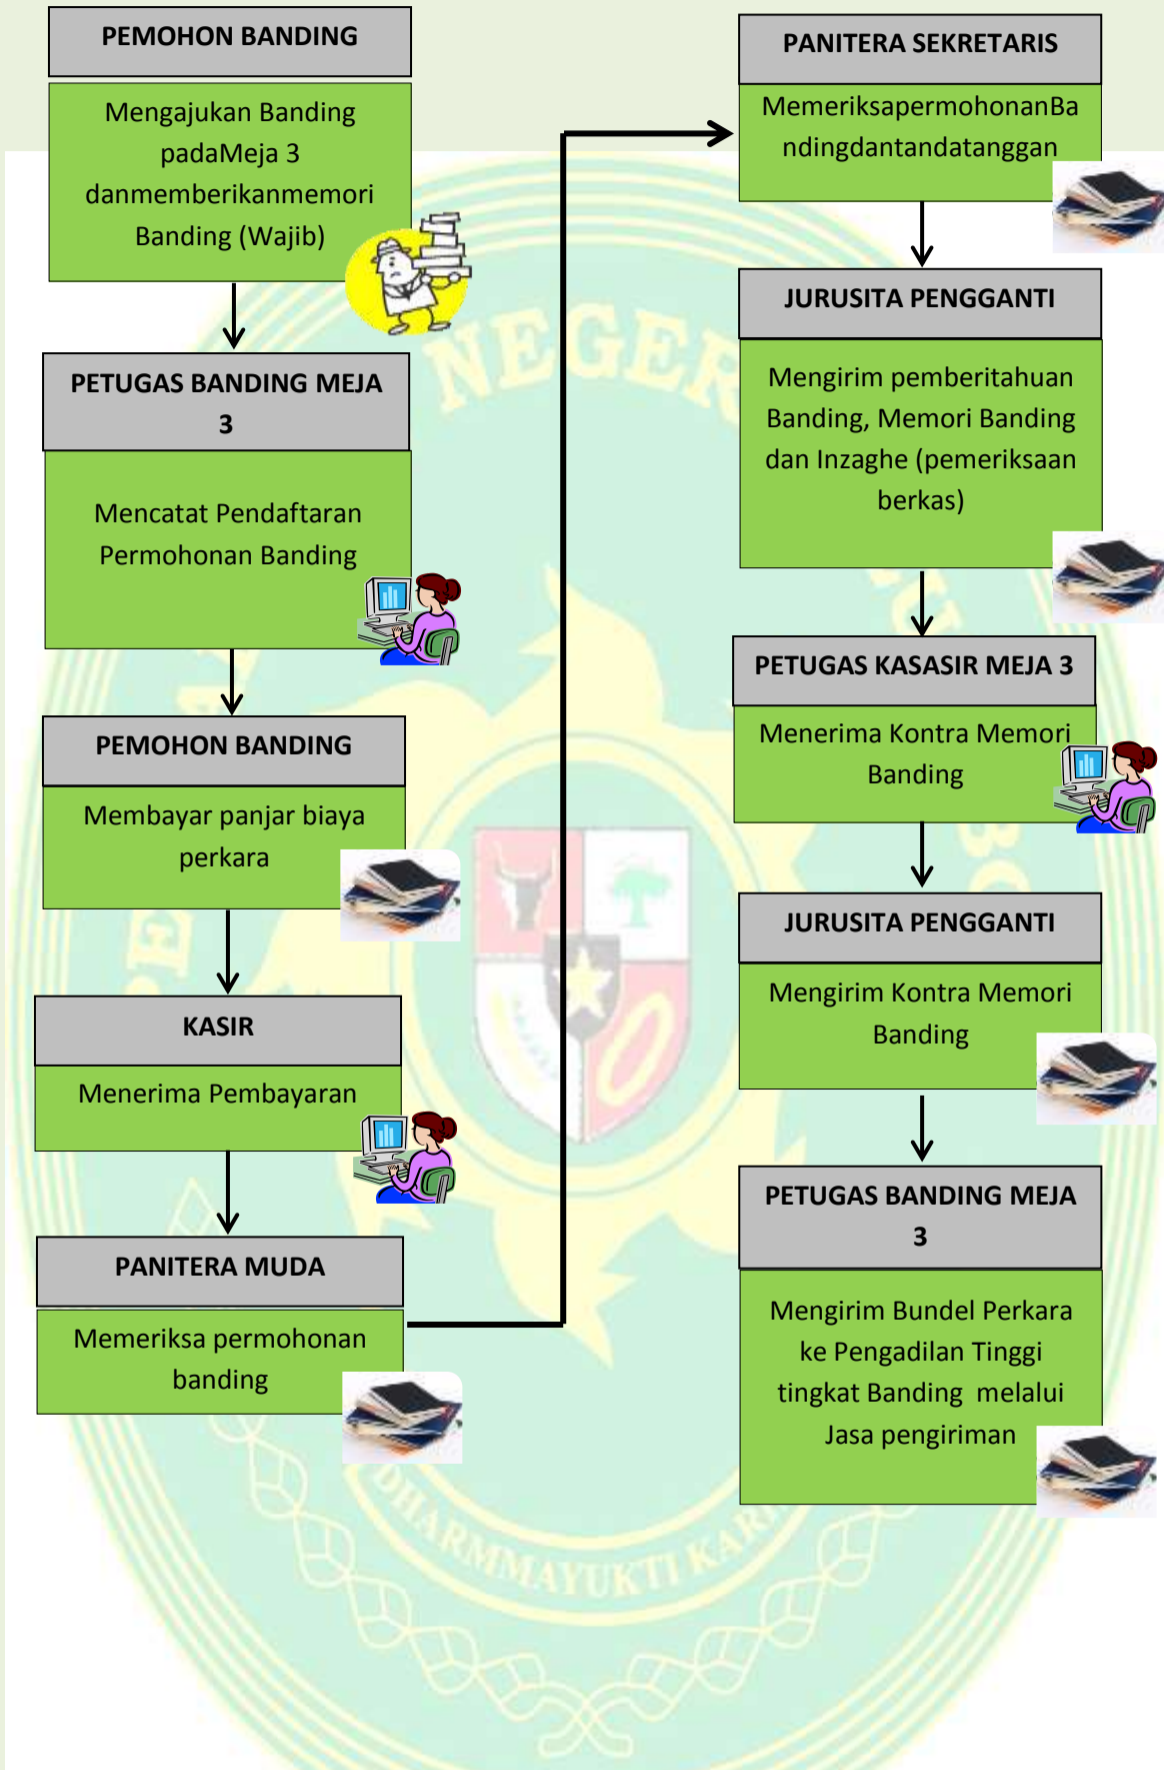 PEMOHON BANDING
Mengajukan Banding
padaMeja 3
danmemberikanmemori
Banding (Wajib)
PETUGAS BANDING MEJA
3
Mencatat Pendaftaran
Permohonan Banding
PEMOHON BANDING
Membayar panjar biaya
perkara
KASIR
Menerima Pembayaran
PANITERA MUDA
Memeriksa permohonan
banding
PANITERA SEKRETARIS
MemeriksapermohonanBa
ndingdantandatanggan
JURUSITA PENGGANTI
Mengirim pemberitahuan
Banding, Memori Banding
dan Inzaghe (pemeriksaan
berkas)
PETUGAS KASASIR MEJA 3
Menerima Kontra Memori
Banding
JURUSITA PENGGANTI
Mengirim Kontra Memori
Banding
PETUGAS BANDING MEJA
3
Mengirim Bundel Perkara
ke Pengadilan Tinggi
tingkat Banding melalui
Jasa pengiriman
NEGER
DHARMMAYUKTI KAR